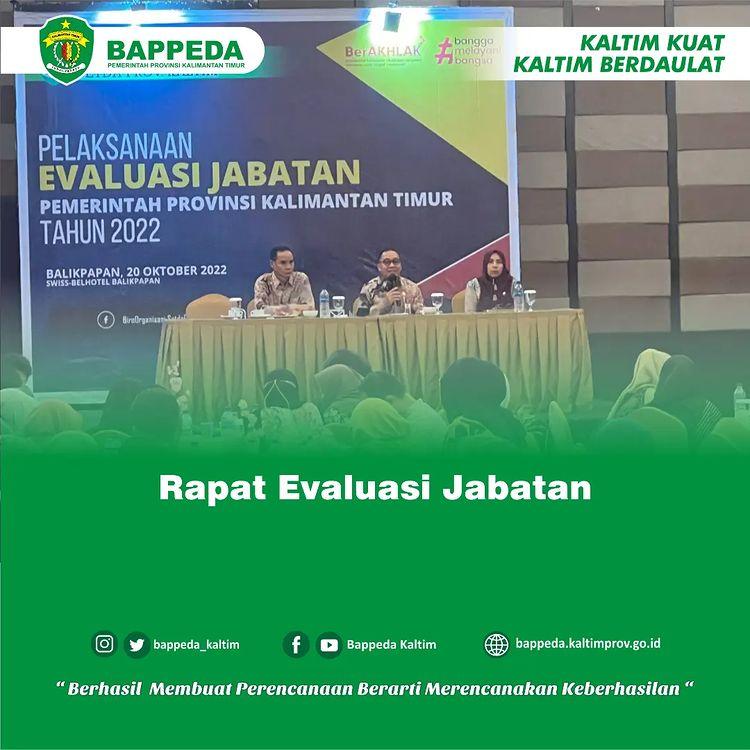 BAPPEDA
PEMERINTAH PROVINSI KALIMANTAN TIMUR
KALTIM KUAT
KALTIM BERDAULAT
BerAKHLAK
#bangga
melayani
bangsa
PELAKSANAAN
EVALUASI JABATAN
PEMERINTAH PROVINSI KALIMANTAN TIMUR
TAHUN 2022
BALIKPAPAN, 20 OKTOBER 2022
SWISS-BELHOTEL BALIKPAPAN
Rapat Evaluasi Jabatan
bappeda_kaltim
Bappeda Kaltim
bappeda.kaltimprov.go.id
“ Berhasil Membuat Perencanaan Berarti Merencanakan Keberhasilan “